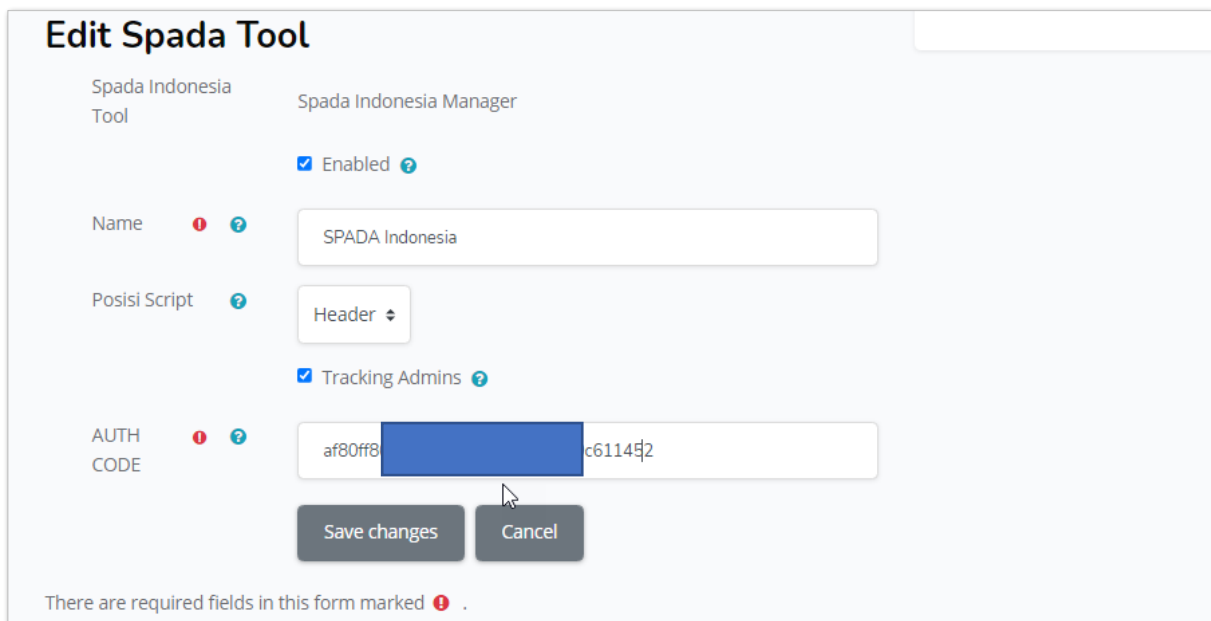 Edit Spada Tool
Spada Indonesia
Tool
Spada Indonesia Manager
Enabled
Name
SPADA Indonesia
Posisi Script
Header
Tracking Admins
AUTH
CODE
af80ff8 c611452
Save changes
Cancel
There are required fields in this form marked .